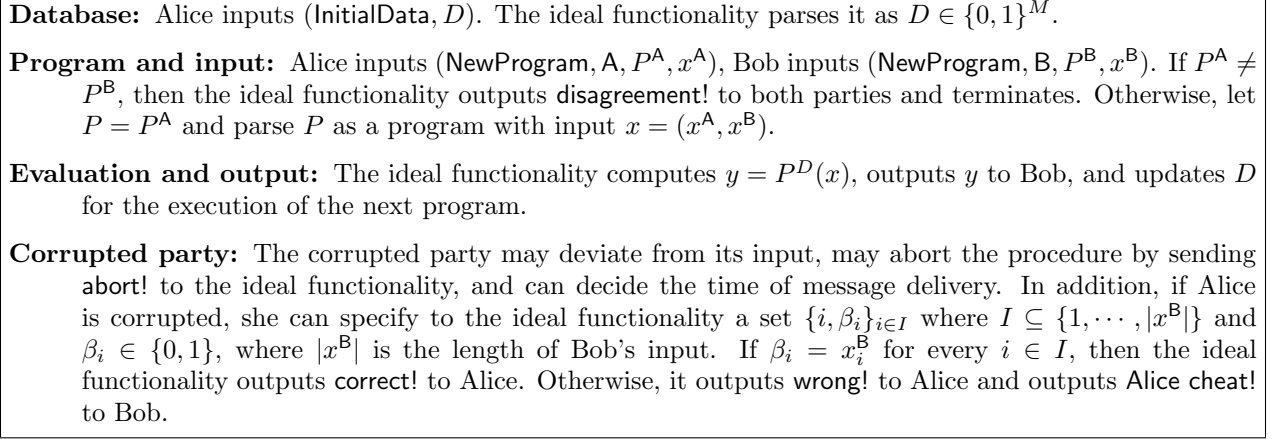 Database: Alice inputs (InitialData, D). The ideal functionality parses it as D ∈ {0, 1}^M.
Program and input: Alice inputs (NewProgram, A, P^A, x^A), Bob inputs (NewProgram, B, P^B, x^B). If P^A ≠
P^B, then the ideal functionality outputs disagreement! to both parties and terminates. Otherwise, let
P = P^A and parse P as a program with input x = (x^A, x^B).
Evaluation and output: The ideal functionality computes y = P^D(x), outputs y to Bob, and updates D
for the execution of the next program.
Corrupted party: The corrupted party may deviate from its input, may abort the procedure by sending
abort! to the ideal functionality, and can decide the time of message delivery. In addition, if Alice
is corrupted, she can specify to the ideal functionality a set {i, β_i}_{i∈I} where I ⊆ {1, ⋯ , |x^B|} and
β_i ∈ {0, 1}, where |x^B| is the length of Bob's input. If β_i = x_i^B for every i ∈ I, then the ideal
functionality outputs correct! to Alice. Otherwise, it outputs wrong! to Alice and outputs Alice cheat!
to Bob.